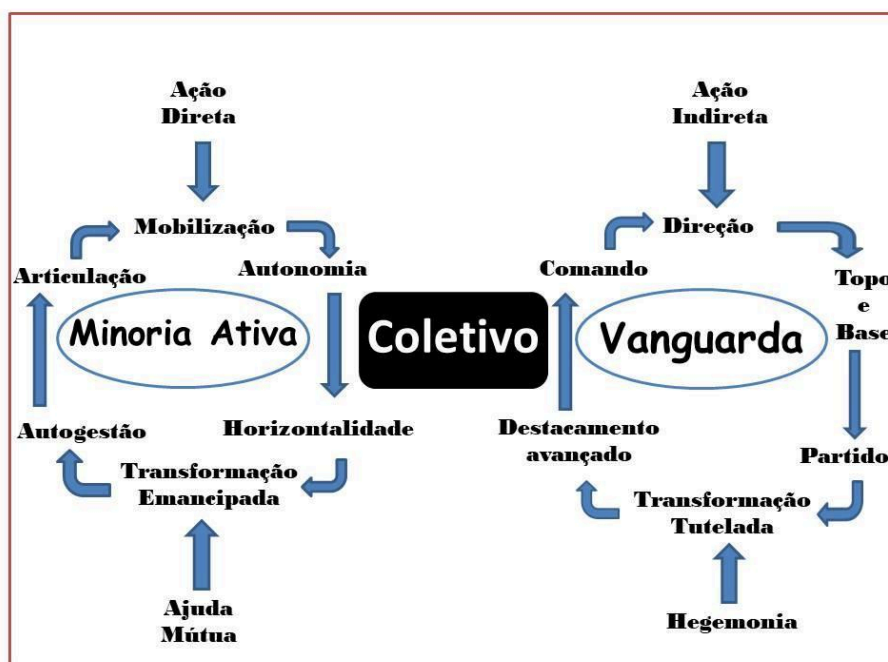 Ação
Direta
Mobilização
Autonomia
Articulação
Minoria Ativa
Autogestão
Horizontalidade
Transformação
Emancipada
Ajuda
Mútua
Coletivo
Ação
Indireta
Direção
Comando
Topo
e
Base
Vanguarda
Destacamento
avançado
Partido
Transformação
Tutelada
Hegemonia